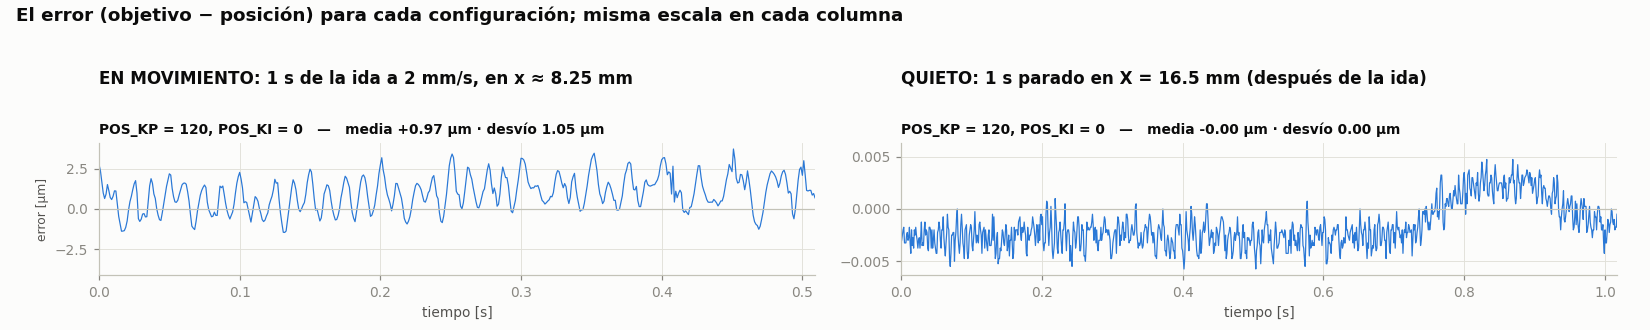 El error (objetivo − posición) para cada configuración; misma escala en cada columna
EN MOVIMIENTO: 1 s de la ida a 2 mm/s, en x ≈ 8.25 mm
POS_KP = 120, POS_KI = 0 — media +0.97 µm · desvío 1.05 µm
error [µm]
2.5
0.0
−2.5
0.0 0.1 0.2 0.3 0.4 0.5
tiempo [s]
QUIETO: 1 s parado en X = 16.5 mm (después de la ida)
POS_KP = 120, POS_KI = 0 — media -0.00 µm · desvío 0.00 µm
0.005
0.000
−0.005
0.0 0.2 0.4 0.6 0.8 1.0
tiempo [s]